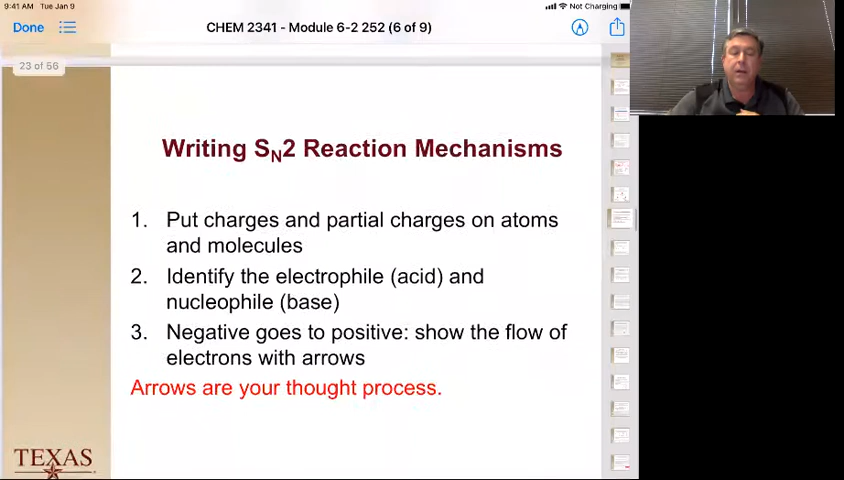 9:41 AM Tue Jan 9
Not Charging
Done
CHEM 2341 - Module 6-2 252 (6 of 9)
23 of 56
Writing SN2 Reaction Mechanisms
1. Put charges and partial charges on atoms
and molecules
2. Identify the electrophile (acid) and
nucleophile (base)
3. Negative goes to positive: show the flow of
electrons with arrows
Arrows are your thought process.
TEXAS